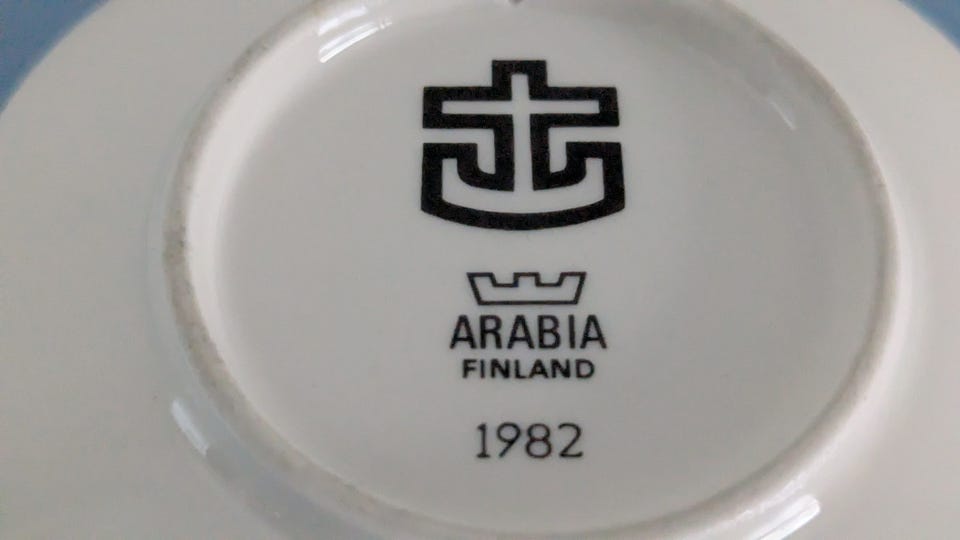 ARABIA
FINLAND
1982